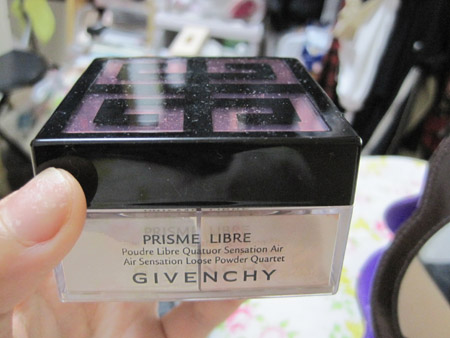 PRISME LIBRE
Poudre Libre Quatuor Sensation Air
Air Sensation Loose Powder Quartet
GIVENCHY